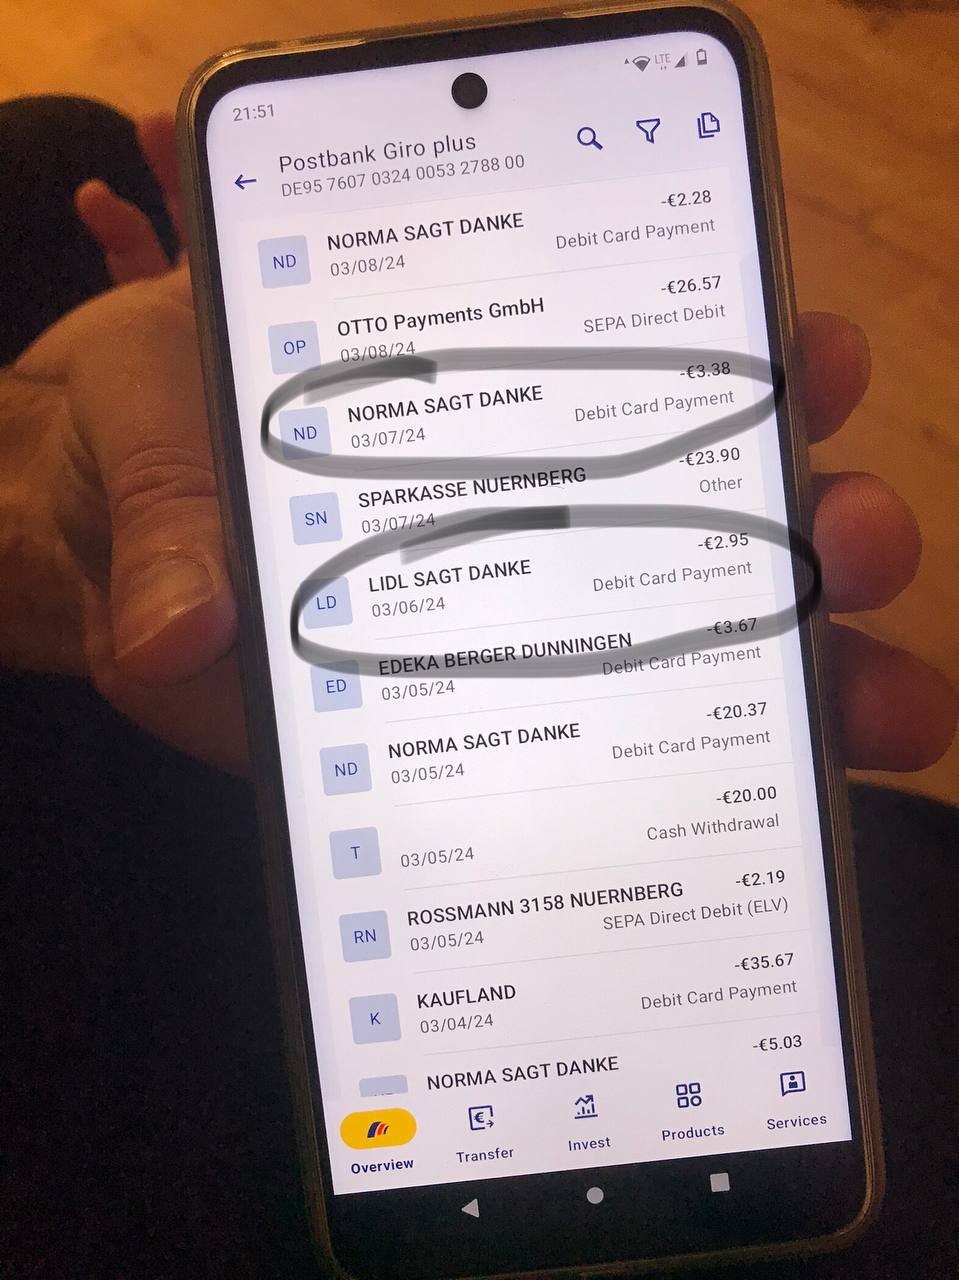 21:51
LTE
Postbank Giro plus
DE95 7607 0324 0053 2788 00
ND NORMA SAGT DANKE -€2.28
03/08/24 Debit Card Payment
OP OTTO Payments GmbH -€26.57
03/08/24 SEPA Direct Debit
ND NORMA SAGT DANKE -€3.38
03/07/24 Debit Card Payment
SN SPARKASSE NUERNBERG -€23.90
03/07/24 Other
LD LIDL SAGT DANKE -€2.95
03/06/24 Debit Card Payment
ED EDEKA BERGER DUNNINGEN -€3.67
03/05/24 Debit Card Payment
ND NORMA SAGT DANKE -€20.37
03/05/24 Debit Card Payment
T -€20.00
03/05/24 Cash Withdrawal
RN ROSSMANN 3158 NUERNBERG -€2.19
03/05/24 SEPA Direct Debit (ELV)
K KAUFLAND -€35.67
03/04/24 Debit Card Payment
NORMA SAGT DANKE -€5.03
Overview Transfer Invest Products Services